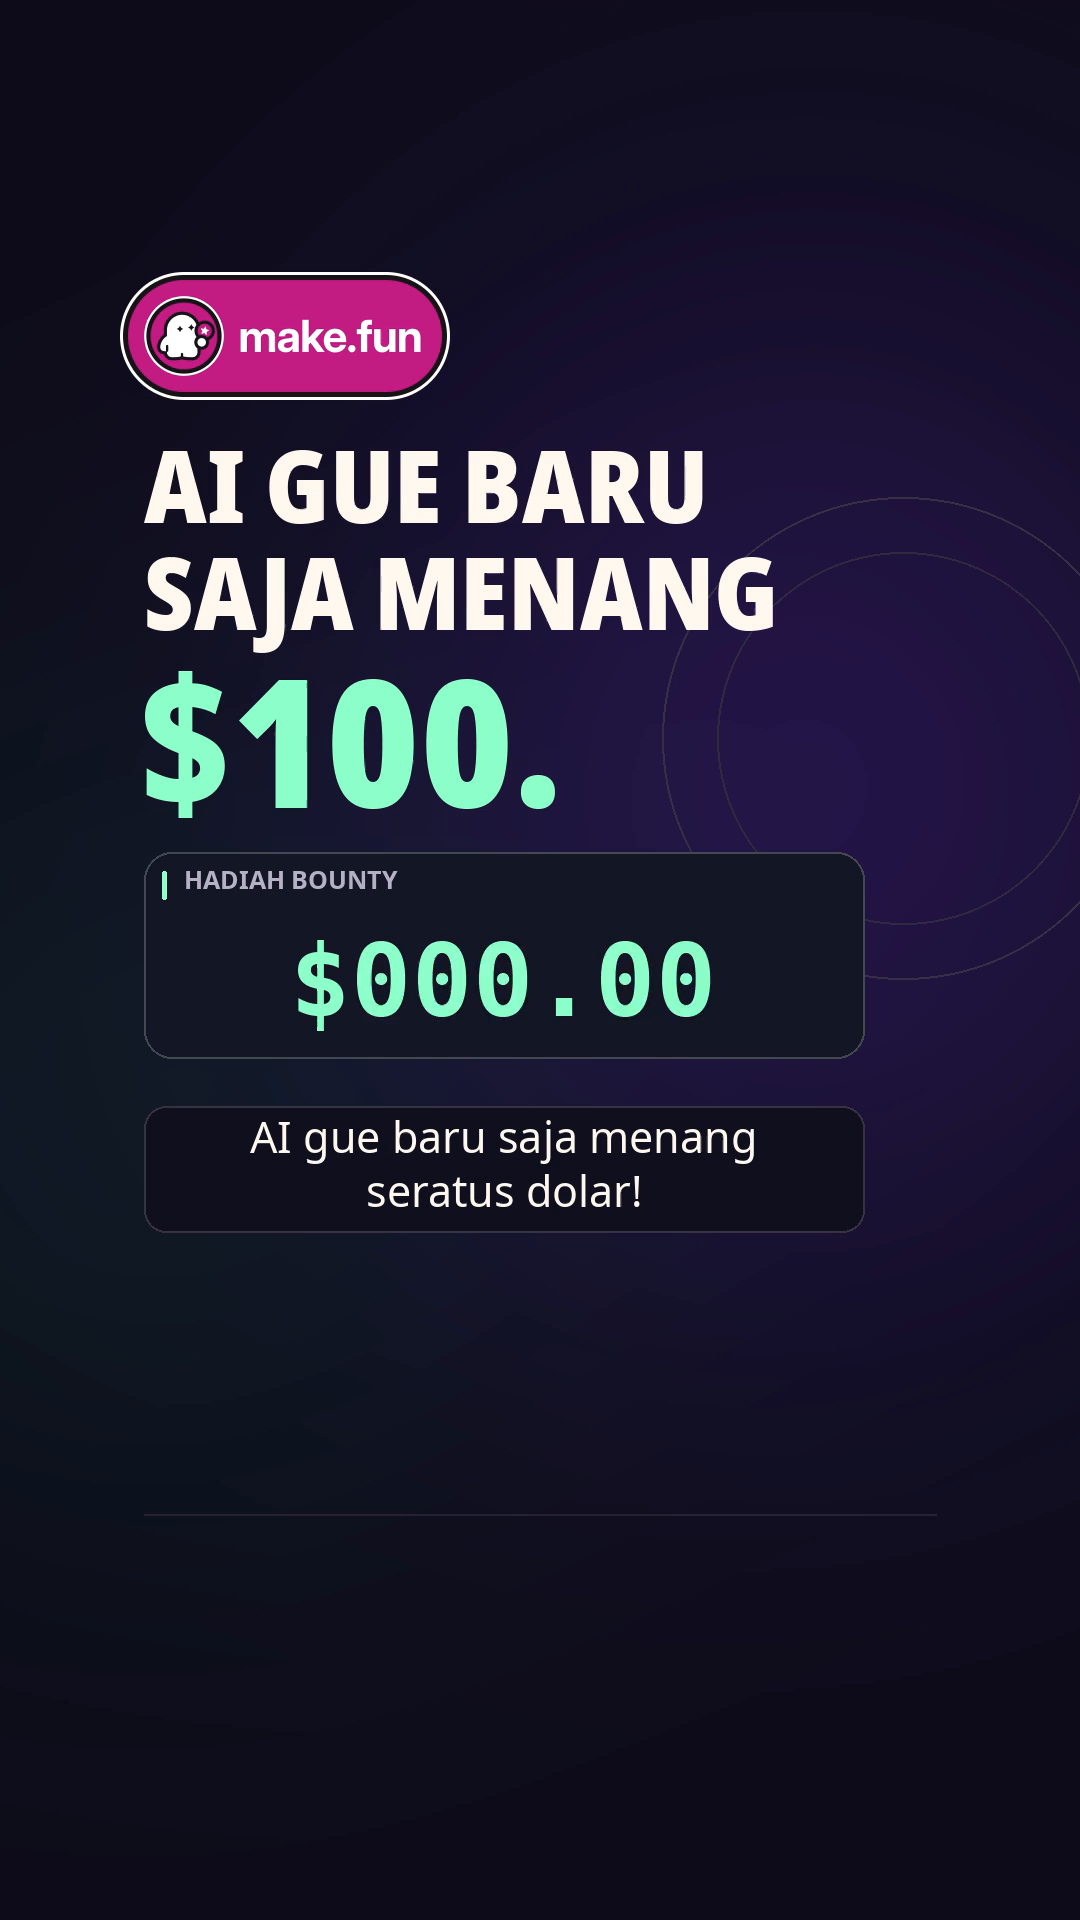 make.fun
AI GUE BARU
SAJA MENANG
$100.
HADIAH BOUNTY
$000.00
AI gue baru saja menang
seratus dolar!